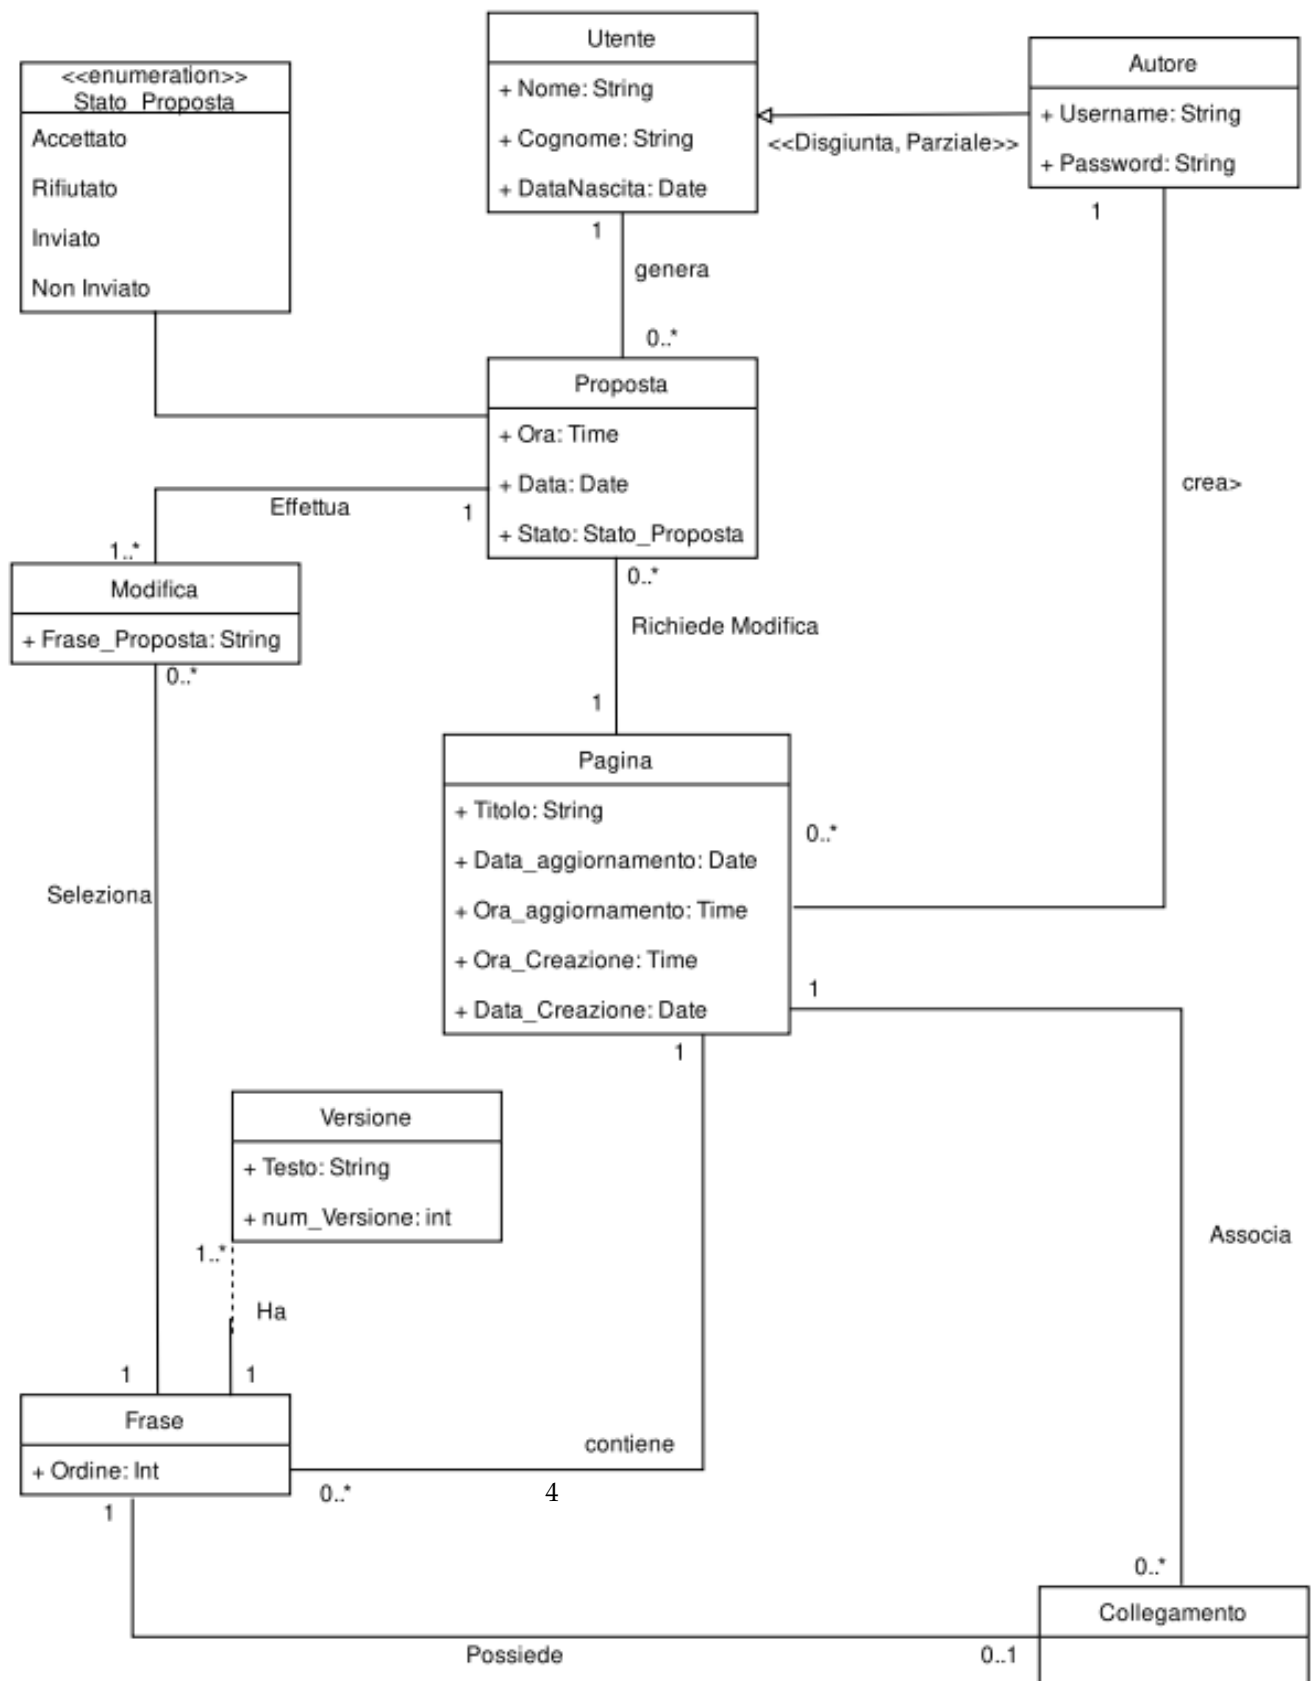 Utente
+ Nome: String
+ Cognome: String
+ DataNascita: Date
Autore
+ Username: String
+ Password: String
<<enumeration>>
Stato_Proposta
Accettato
Rifiutato
Inviato
Non Inviato
<<Disgiunta, Parziale>>
1
1
genera
0..*
Proposta
+ Ora: Time
+ Data: Date
+ Stato: Stato_Proposta
crea>
Effettua
1
1..*
Modifica
+ Frase_Proposta: String
0..*
0..*
Richiede Modifica
1
Pagina
+ Titolo: String
+ Data_aggiornamento: Date
+ Ora_aggiornamento: Time
+ Ora_Creazione: Time
+ Data_Creazione: Date
0..*
Seleziona
1
1
Versione
+ Testo: String
+ num_Versione: int
1..*
Ha
Associa
1
1
Frase
+ Ordine: Int
contiene
0..*
4
1
0..*
Collegamento
Possiede
0..1